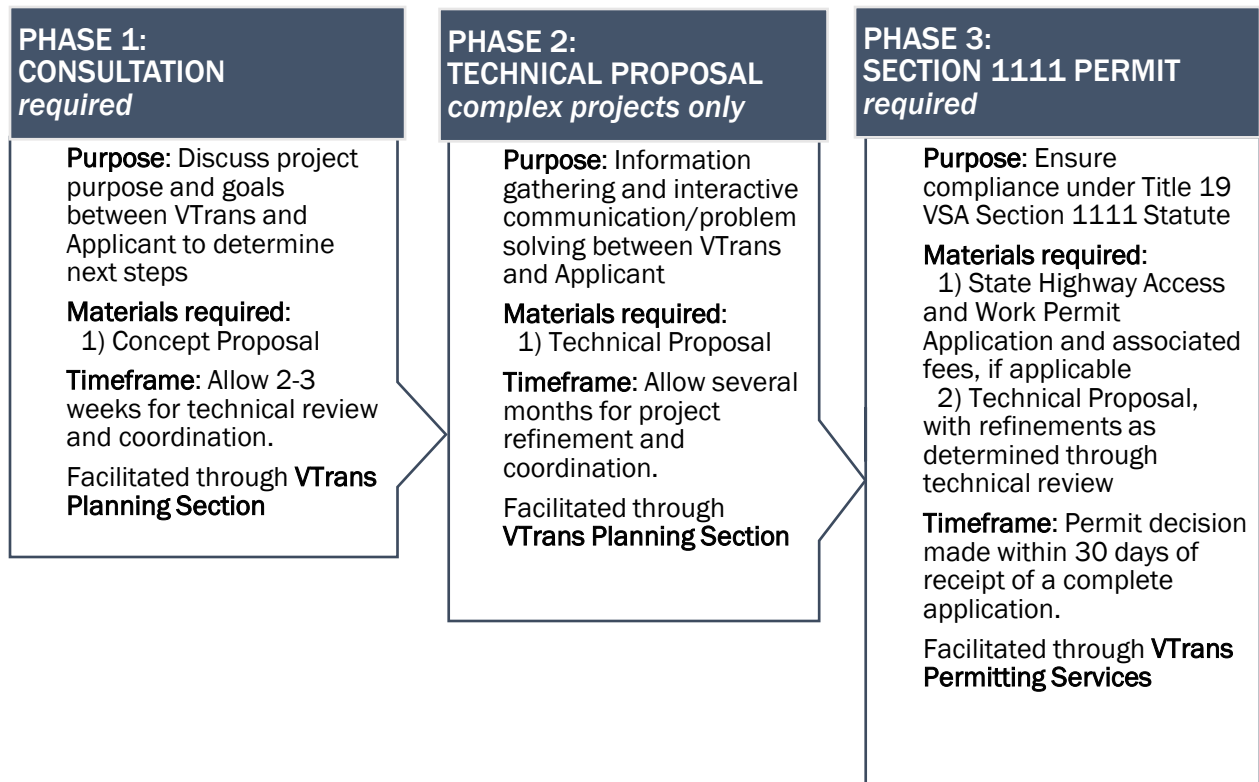 PHASE 1:
CONSULTATION
required
Purpose: Discuss project
purpose and goals
between VTrans and
Applicant to determine
next steps
Materials required:
1) Concept Proposal
Timeframe: Allow 2-3
weeks for technical review
and coordination.
Facilitated through VTrans
Planning Section
PHASE 2:
TECHNICAL PROPOSAL
complex projects only
Purpose: Information
gathering and interactive
communication/problem
solving between VTrans
and Applicant
Materials required:
1) Technical Proposal
Timeframe: Allow several
months for project
refinement and
coordination.
Facilitated through
VTrans Planning Section
PHASE 3:
SECTION 1111 PERMIT
required
Purpose: Ensure
compliance under Title 19
VSA Section 1111 Statute
Materials required:
1) State Highway Access
and Work Permit
Application and associated
fees, if applicable
2) Technical Proposal,
with refinements as
determined through
technical review
Timeframe: Permit decision
made within 30 days of
receipt of a complete
application.
Facilitated through VTrans
Permitting Services